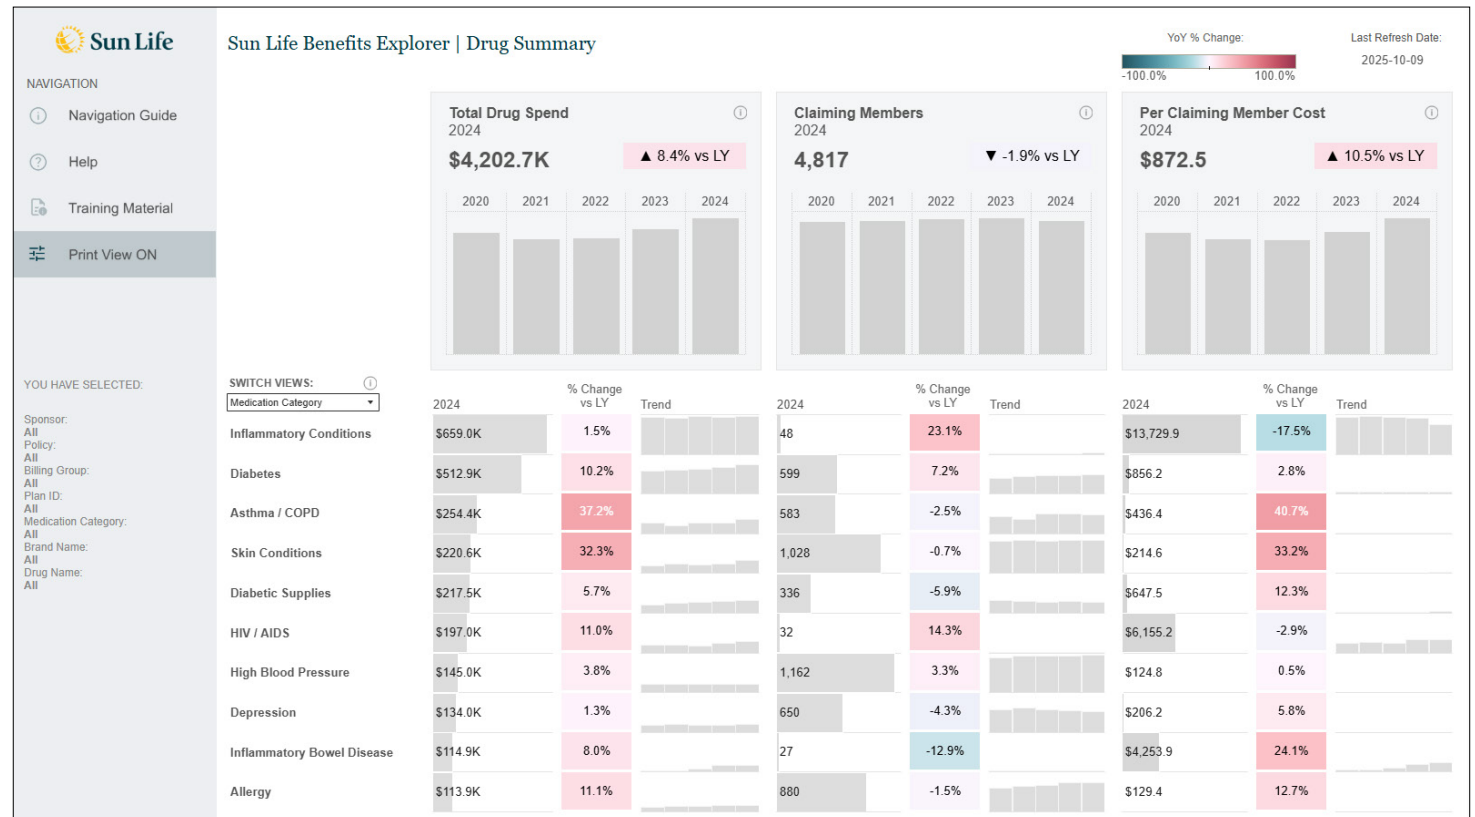 Sun Life
Sun Life Benefits Explorer | Drug Summary
YoY % Change:
-100.0% 100.0%
Last Refresh Date:
2025-10-09
NAVIGATION
Navigation Guide
Help
Training Material
Print View ON
Total Drug Spend
2024
$4,202.7K ▲ 8.4% vs LY
2020 2021 2022 2023 2024
Claiming Members
2024
4,817 ▼ -1.9% vs LY
2020 2021 2022 2023 2024
Per Claiming Member Cost
2024
$872.5 ▲ 10.5% vs LY
2020 2021 2022 2023 2024
YOU HAVE SELECTED:
Sponsor:
All
Policy:
All
Billing Group:
All
Plan ID:
All
Medication Category:
All
Brand Name:
All
Drug Name:
All
SWITCH VIEWS:
Medication Category
2024 % Change vs LY Trend 2024 % Change vs LY Trend 2024 % Change vs LY Trend
Inflammatory Conditions $659.0K 1.5% 48 23.1% $13,729.9 -17.5%
Diabetes $512.9K 10.2% 599 7.2% $856.2 2.8%
Asthma / COPD $254.4K 37.2% 583 -2.5% $436.4 40.7%
Skin Conditions $220.6K 32.3% 1,028 -0.7% $214.6 33.2%
Diabetic Supplies $217.5K 5.7% 336 -5.9% $647.5 12.3%
HIV / AIDS $197.0K 11.0% 32 14.3% $6,155.2 -2.9%
High Blood Pressure $145.0K 3.8% 1,162 3.3% $124.8 0.5%
Depression $134.0K 1.3% 650 -4.3% $206.2 5.8%
Inflammatory Bowel Disease $114.9K 8.0% 27 -12.9% $4,253.9 24.1%
Allergy $113.9K 11.1% 880 -1.5% $129.4 12.7%